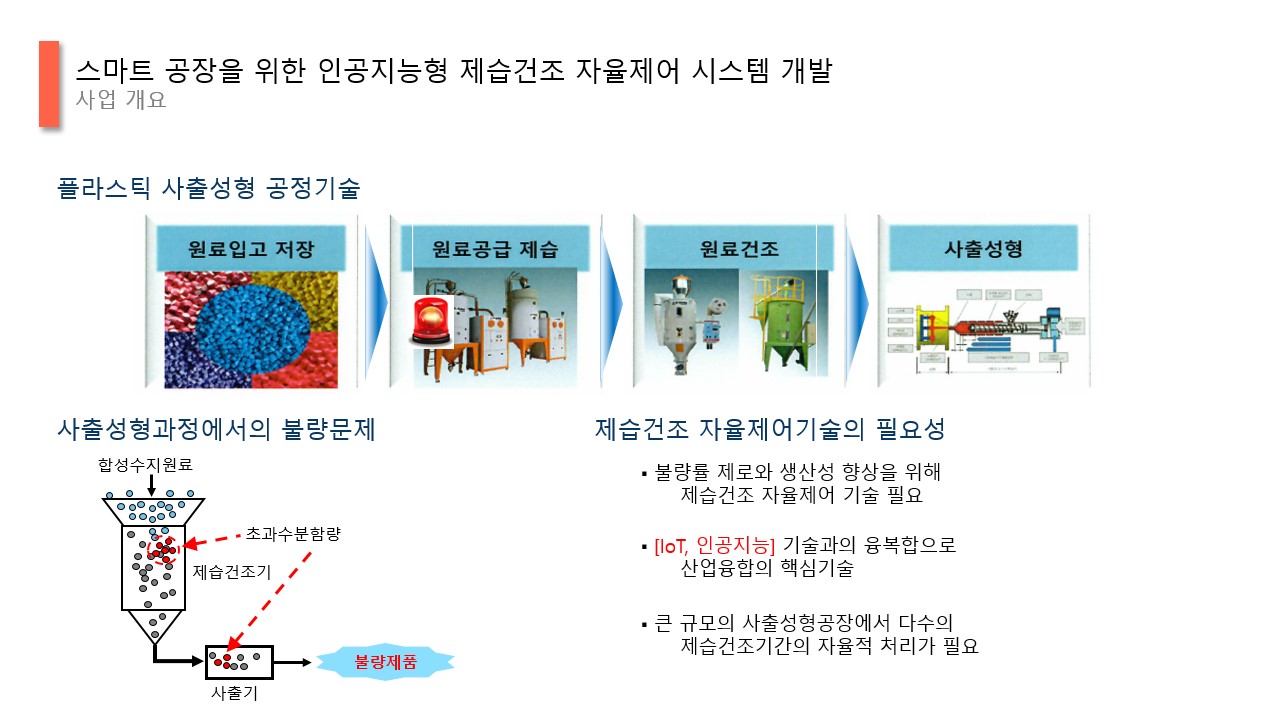 스마트 공장을 위한 인공지능형 제습건조 자율제어 시스템 개발
사업 개요
플라스틱 사출성형 공정기술
원료입고 저장
원료공급 제습
원료건조
사출성형
사출성형과정에서의 불량문제
합성수지원료
초과수분함량
제습건조기
불량제품
사출기
제습건조 자율제어기술의 필요성
▪ 불량률 제로와 생산성 향상을 위해
제습건조 자율제어 기술 필요
▪ [IoT, 인공지능] 기술과의 융복합으로
산업융합의 핵심기술
▪ 큰 규모의 사출성형공장에서 다수의
제습건조기간의 자율적 처리가 필요